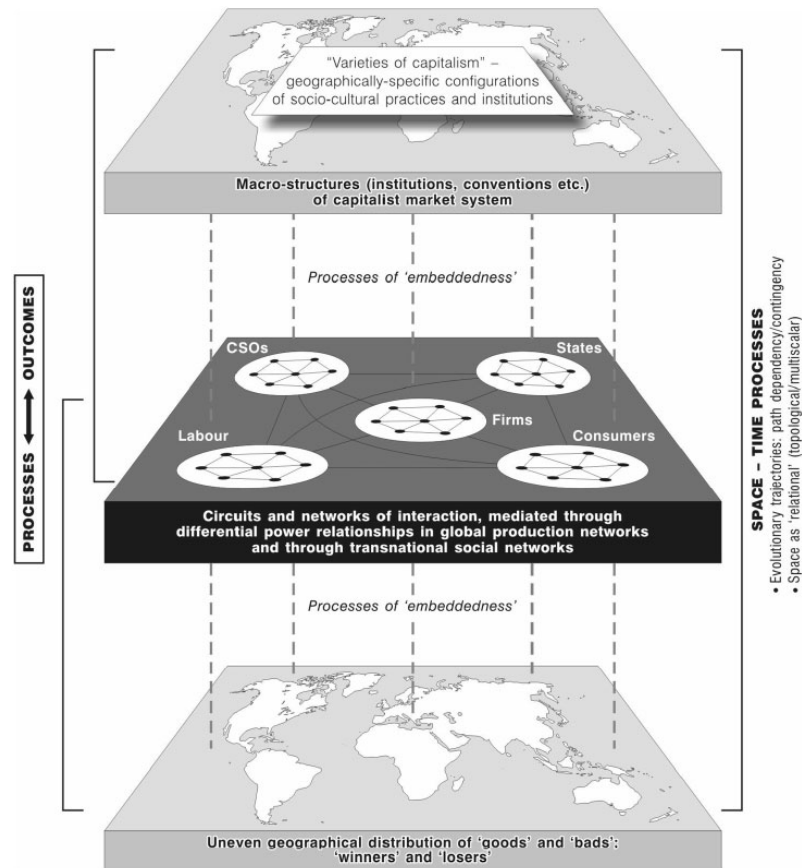 "Varieties of capitalism" –
geographically-specific configurations
of socio-cultural practices and institutions
Macro-structures (institutions, conventions etc.)
of capitalist market system
Processes of 'embeddedness'
CSOs
States
Firms
Labour
Consumers
Circuits and networks of interaction, mediated through
differential power relationships in global production networks
and through transnational social networks
Processes of 'embeddedness'
Uneven geographical distribution of 'goods' and 'bads';
'winners' and 'losers'
PROCESSES ↔ OUTCOMES
SPACE – TIME PROCESSES
• Evolutionary trajectories: path dependency/contingency
• Space as 'relational' (topological/multiscalar)